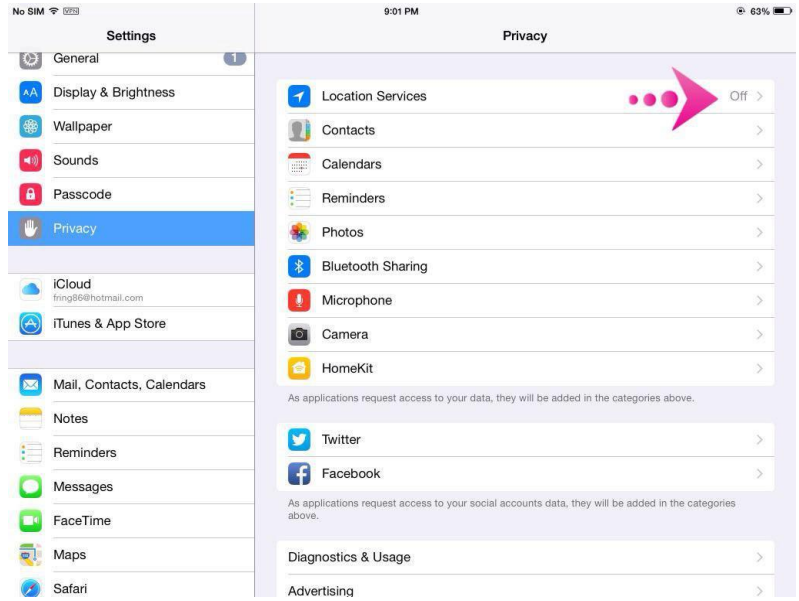 No SIM VPN 9:01 PM 63%
Settings
Privacy
General 1
Display & Brightness
Wallpaper
Sounds
Passcode
Privacy
iCloud
fring86@hotmail.com
iTunes & App Store
Mail, Contacts, Calendars
Notes
Reminders
Messages
FaceTime
Maps
Safari
Location Services Off
Contacts
Calendars
Reminders
Photos
Bluetooth Sharing
Microphone
Camera
HomeKit
As applications request access to your data, they will be added in the categories above.
Twitter
Facebook
As applications request access to your social accounts data, they will be added in the categories
above.
Diagnostics & Usage
Advertising